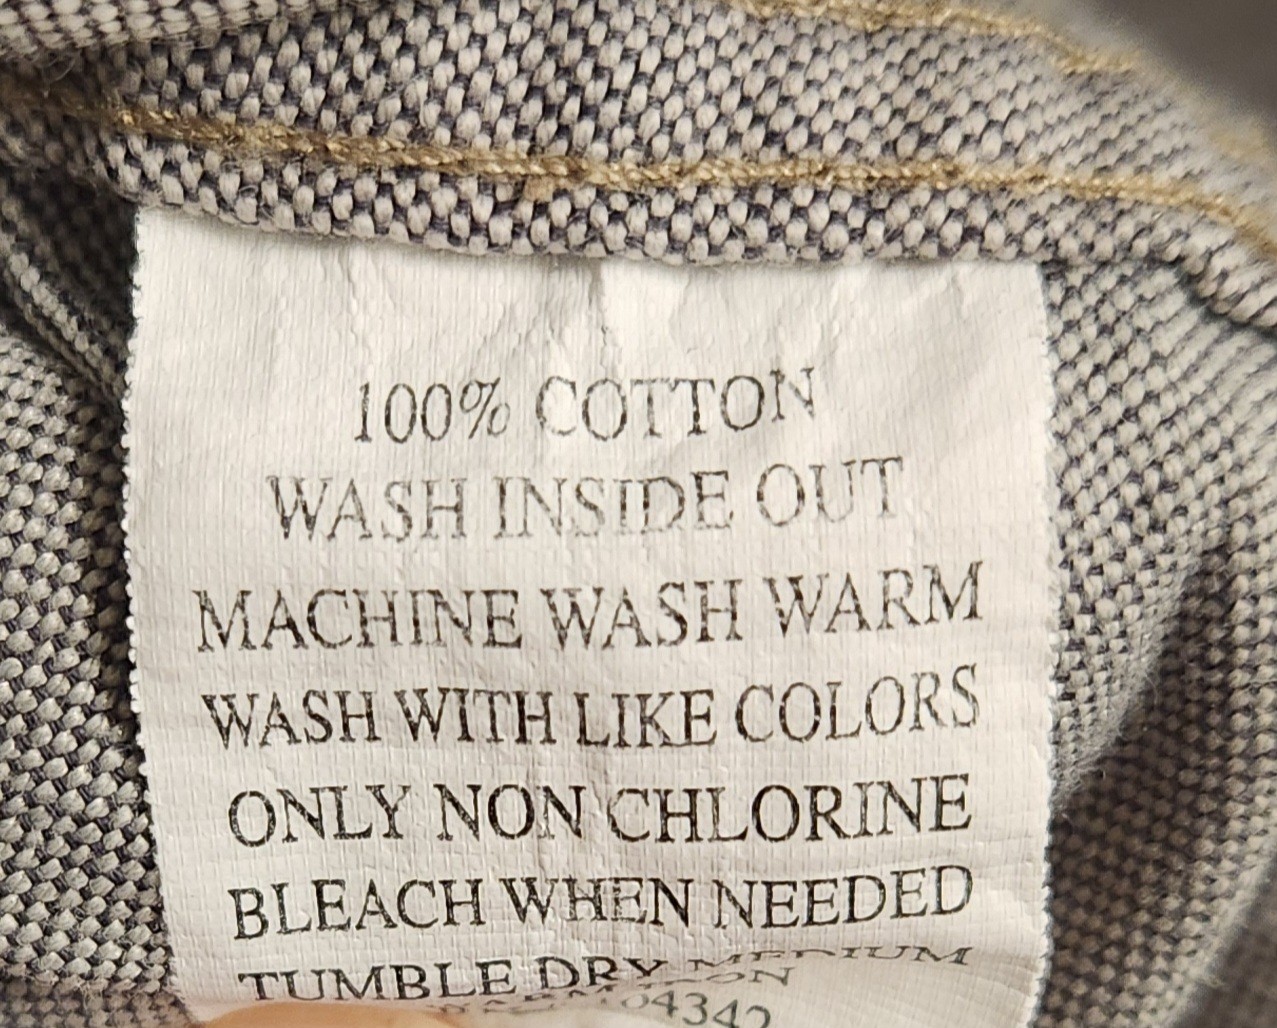 100% COTTON
WASH INSIDE OUT
MACHINE WASH WARM
WASH WITH LIKE COLORS
ONLY NON CHLORINE
BLEACH WHEN NEEDED
TUMBLE DRY MEDIUM
04342